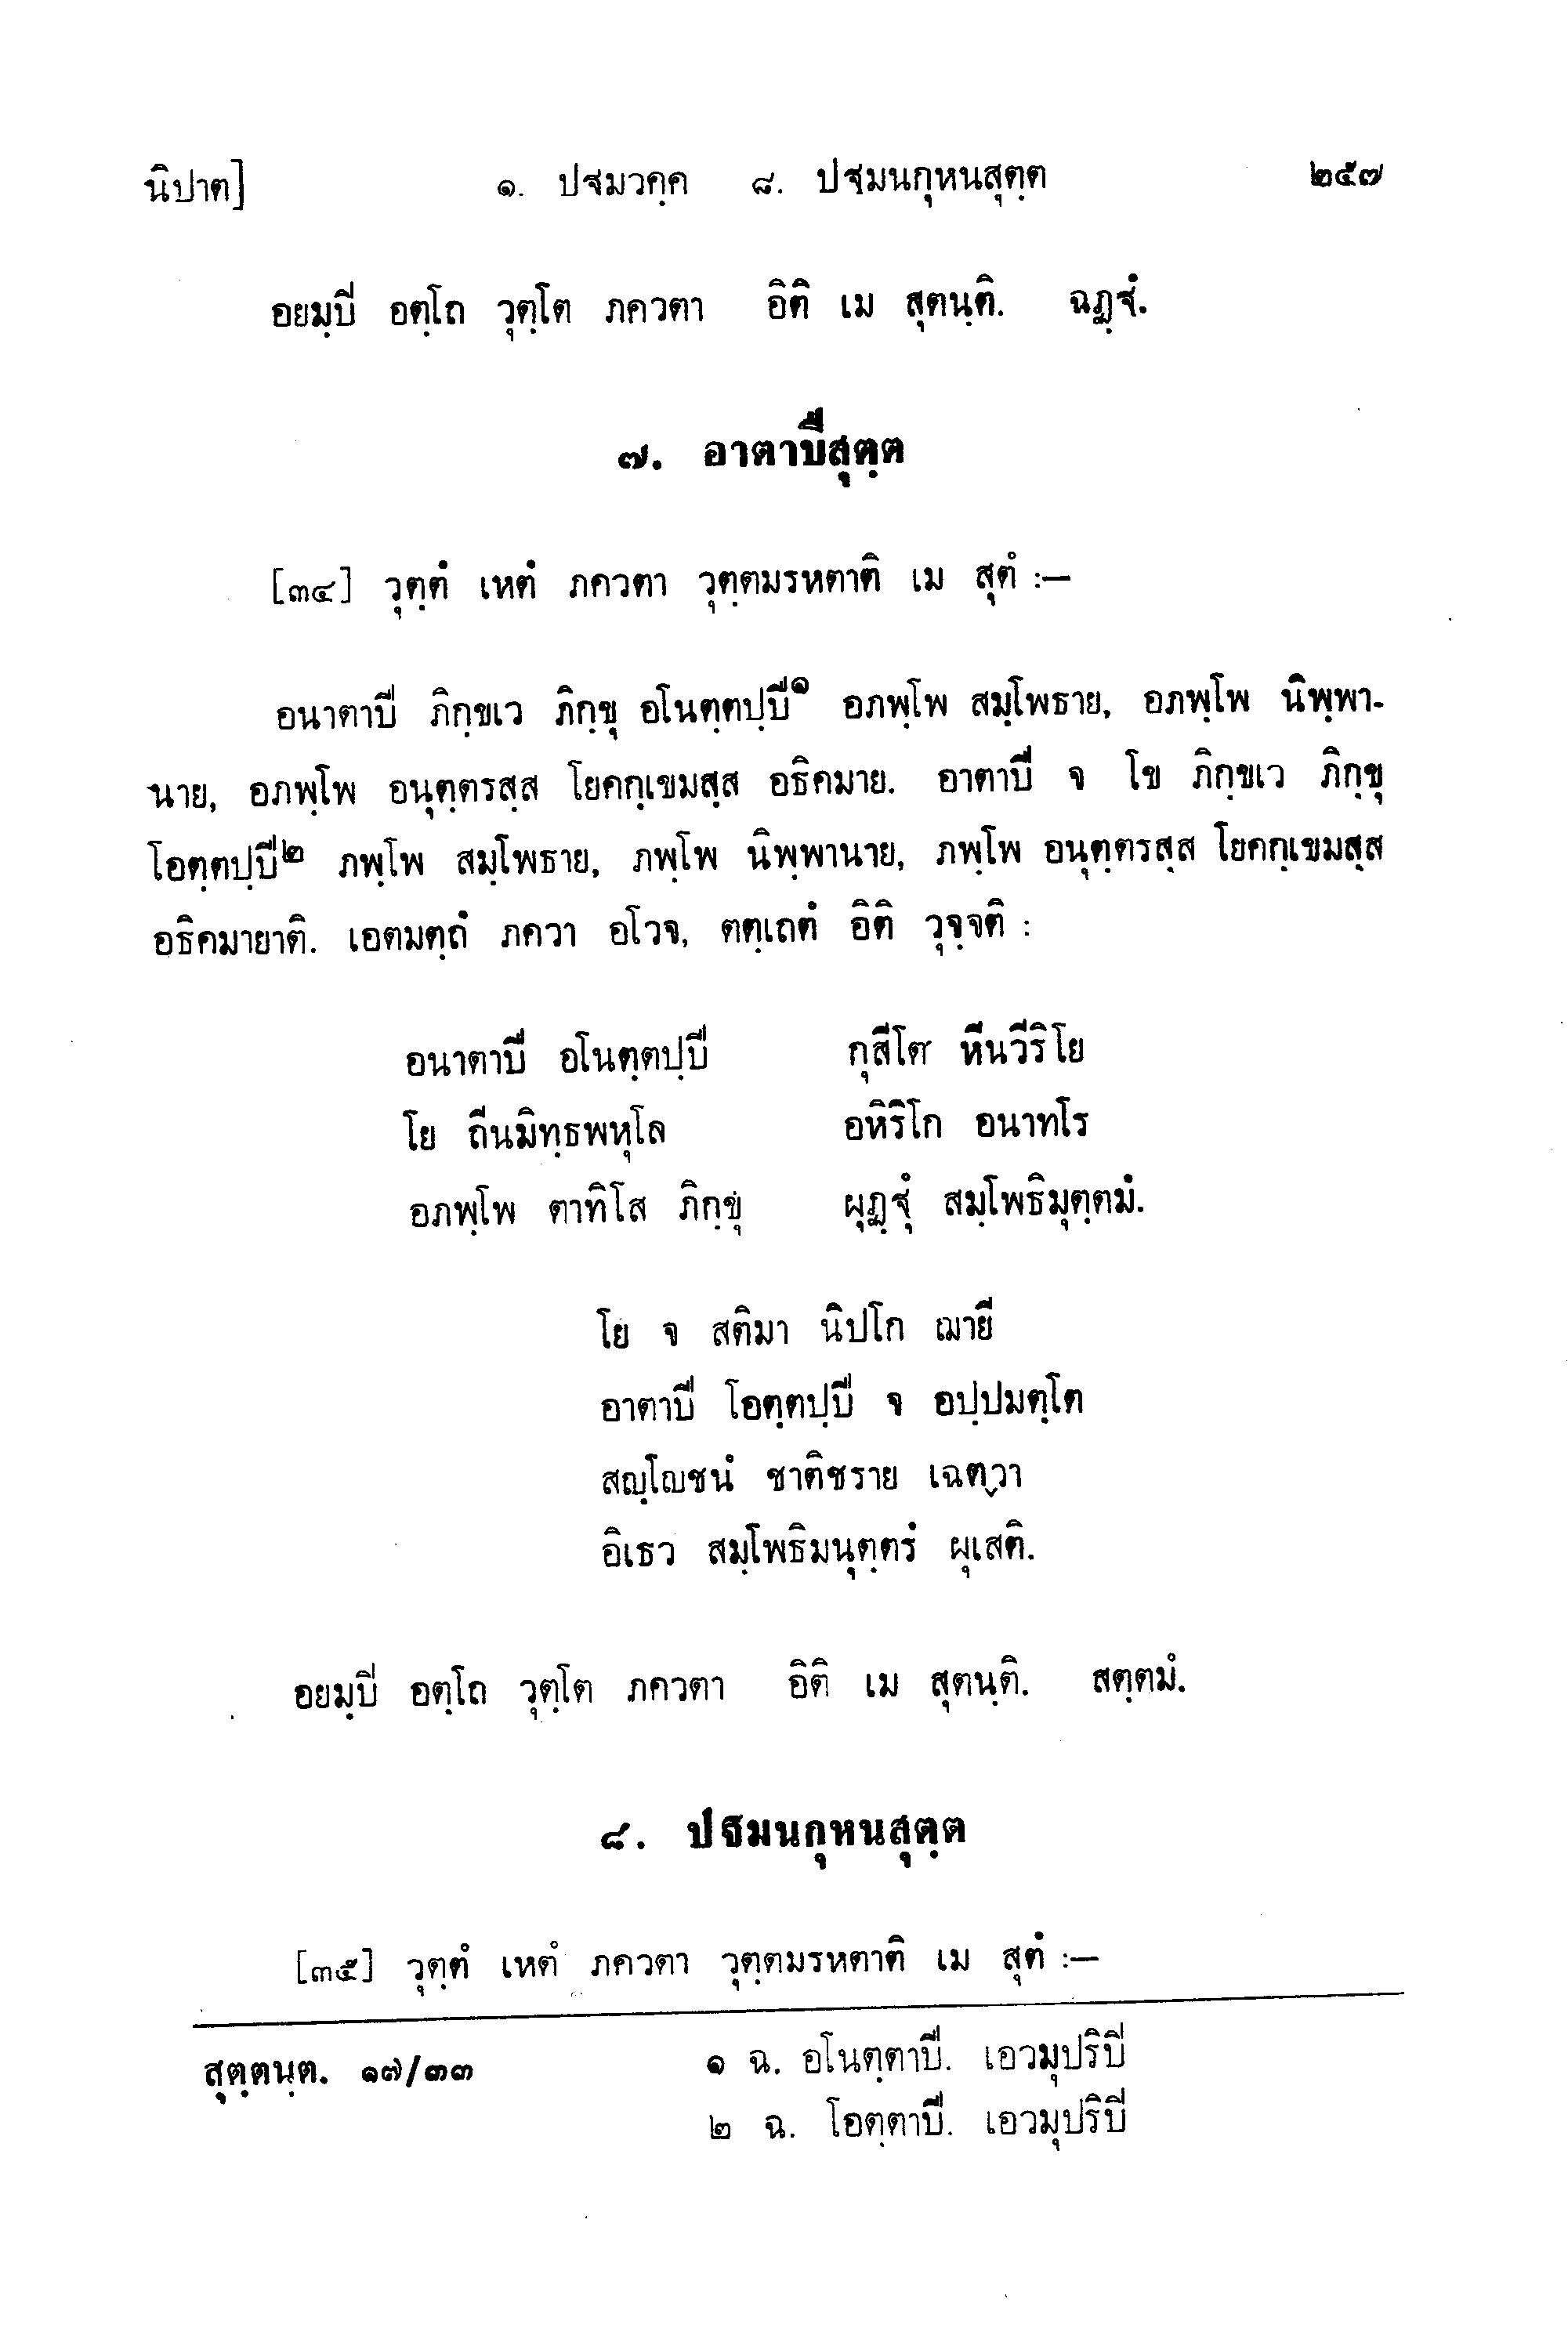 นิปาต] ๑. ปฐมวคฺค ๘. ปฐมนกุหนสุตฺต ๒๕๗
อยมฺปิ อตฺโถ วุตฺโต ภควตา อิติ เม สุตนฺติ. ฉฏฺฐํ.
๗. อาตาปีสุตฺต
[๓๔] วุตฺตํ เหตํ ภควตา วุตฺตมรหตาติ เม สุตํ :—
อนาตาปี ภิกฺขเว ภิกฺขุ อโนตฺตปฺปี๑ อภพฺโพ สมฺโพธาย, อภพฺโพ นิพฺพา-
นาย, อภพฺโพ อนุตฺตรสฺส โยคกฺเขมสฺส อธิคมาย. อาตาปี จ โข ภิกฺขเว ภิกฺขุ
โอตฺตปฺปี๒ ภพฺโพ สมฺโพธาย, ภพฺโพ นิพฺพานาย, ภพฺโพ อนุตฺตรสฺส โยคกฺเขมสฺส
อธิคมายาติ. เอตมตฺถํ ภควา อโวจ, ตตฺเถตํ อิติ วุจฺจติ :
อนาตาปี อโนตฺตปฺปี กุสีโต หีนวีริโย
โย ถีนมิทฺธพหุโล อหิริโก อนาทโร
อภพฺโพ ตาทิโส ภิกฺขุ ผุฏฺฐุํ สมฺโพธิมุตฺตมํ.
โย จ สติมา นิปโก ฌายี
อาตาปี โอตฺตปฺปี จ อปฺปมตฺโต
สญฺโญชนํ ชาติชราย เฉตฺวา
อิเธว สมฺโพธิมนุตฺตรํ ผุเสติ.
อยมฺปิ อตฺโถ วุตฺโต ภควตา อิติ เม สุตนฺติ. สตฺตมํ.
๘. ปฐมนกุหนสุตฺต
[๓๕] วุตฺตํ เหตํ ภควตา วุตฺตมรหตาติ เม สุตํ :—
สุตฺตนฺต. ๑๗/๓๓ ๑ ฉ. อโนตฺตาปี. เอวมุปริปิ
๒ ฉ. โอตฺตาปี. เอวมุปริปิ